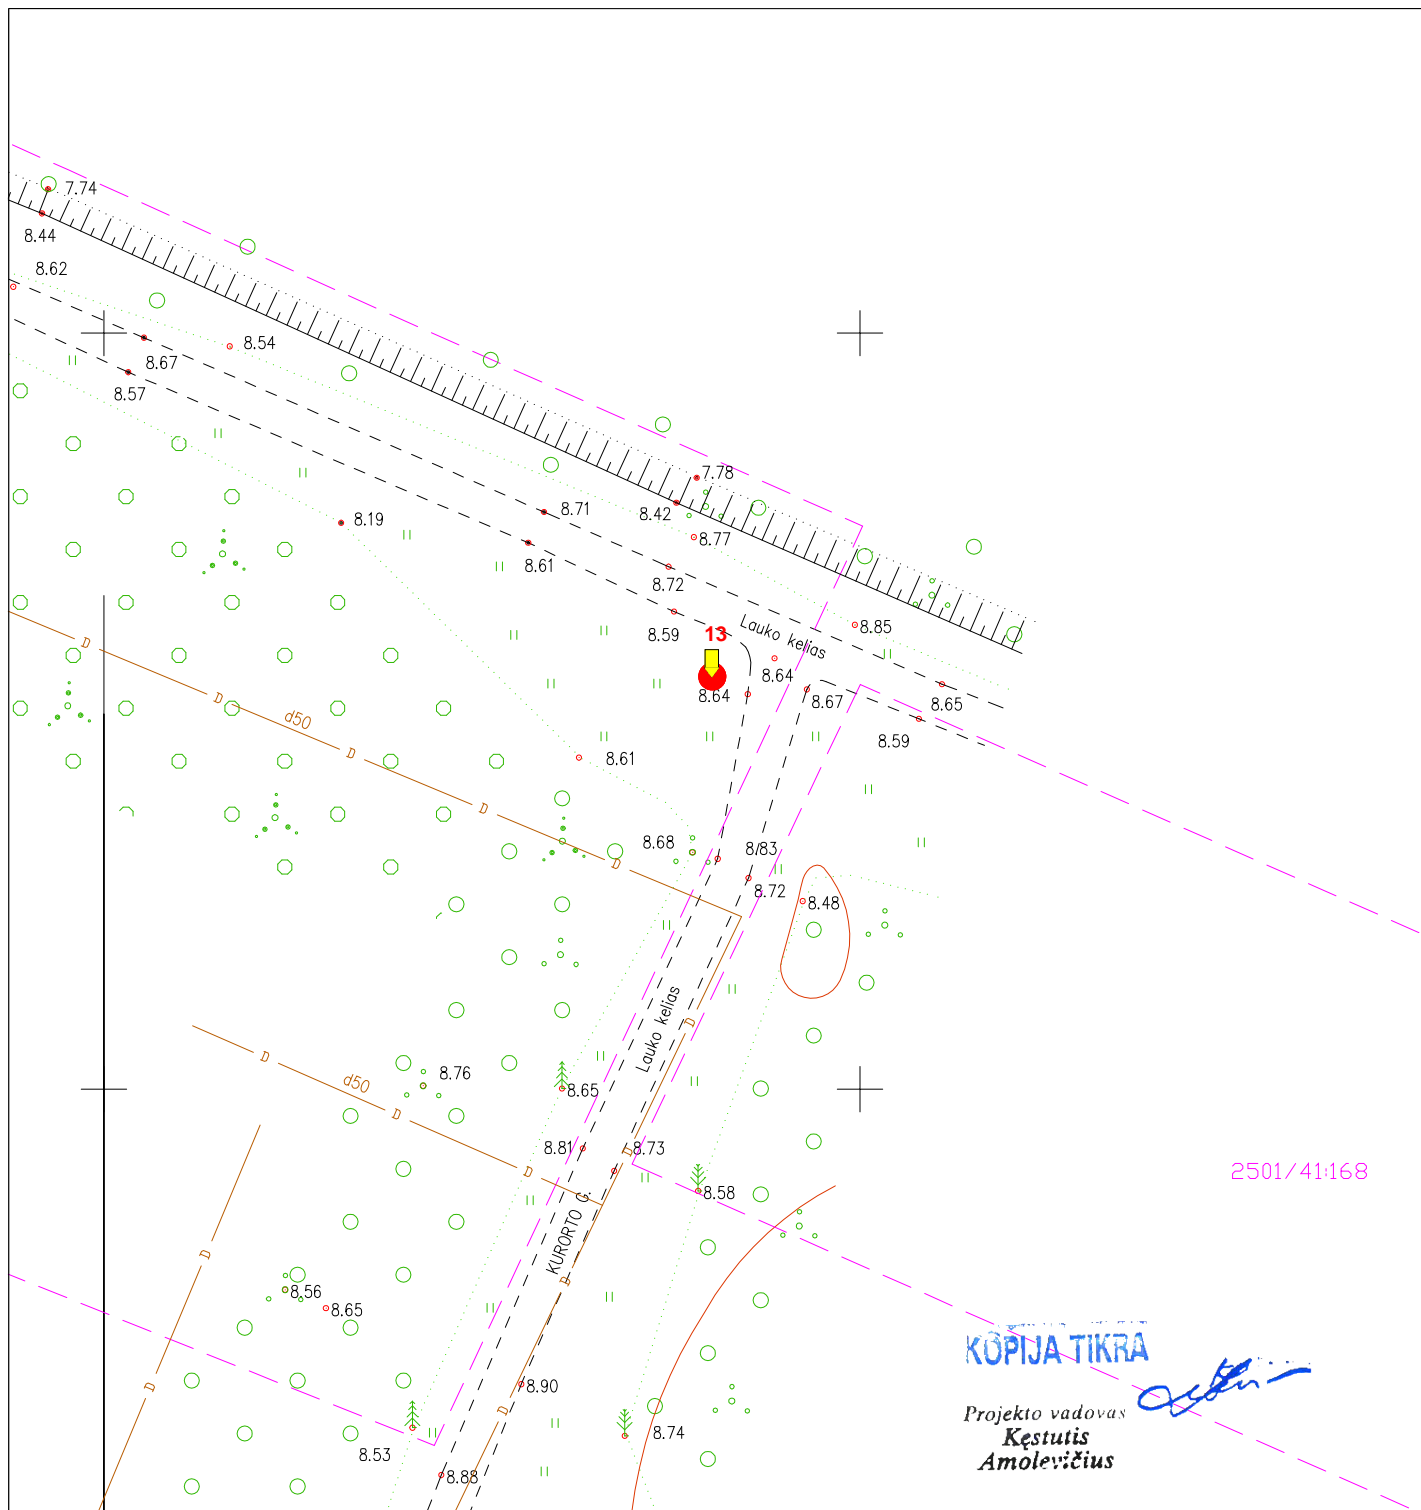 7.74
8.44
8.62
8.54
8.67
8.57
7.78
8.42
8.71
8.19
8.77
8.61
8.72
8.59
13
Lauko kelias
8.85
8.64
8.64
8.67
8.65
8.59
D
D
d50
D
8.61
D
8.68
8.83
D
8.72
8.48
Lauko kelias
D
D
8.76
d50
D
8.65
8.81
8.73
D
D
8.58
2501/41:168
KURORTO G.
D
D
8.56
8.65
KOPIJA TIKRA
8.90
D
D
Projekto vadovas
Kęstutis
Amolevičius
8.53
8.74
8.88